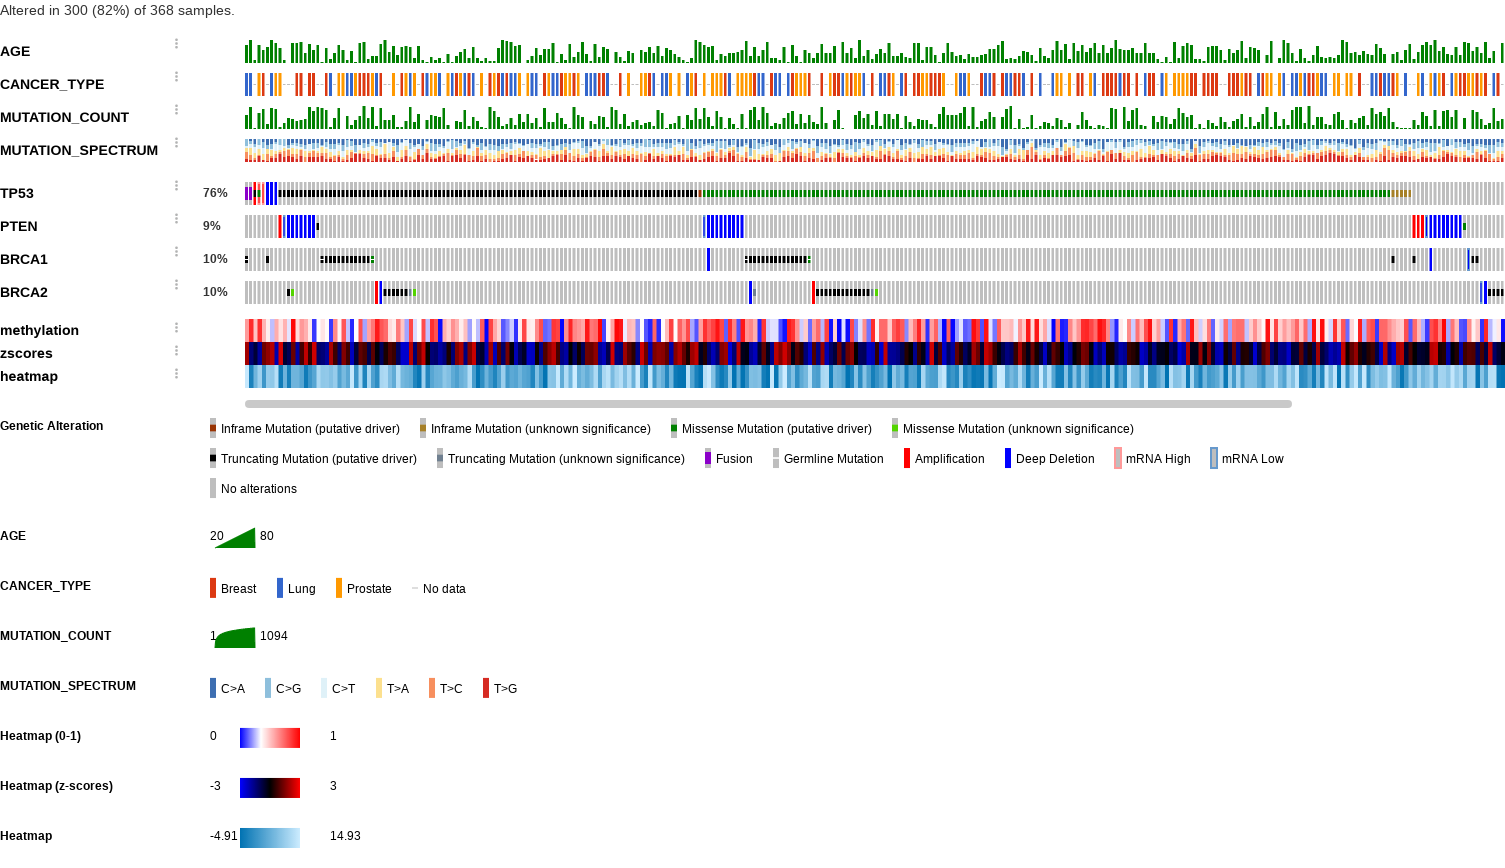 Altered in 300 (82%) of 368 samples.
AGE
CANCER_TYPE
MUTATION_COUNT
MUTATION_SPECTRUM
TP53 76%
PTEN 9%
BRCA1 10%
BRCA2 10%
methylation
zscores
heatmap
Genetic Alteration Inframe Mutation (putative driver) Inframe Mutation (unknown significance) Missense Mutation (putative driver) Missense Mutation (unknown significance)
Truncating Mutation (putative driver) Truncating Mutation (unknown significance) Fusion Germline Mutation Amplification Deep Deletion mRNA High mRNA Low
No alterations
AGE 20 80
CANCER_TYPE Breast Lung Prostate No data
MUTATION_COUNT 1 1094
MUTATION_SPECTRUM C>A C>G C>T T>A T>C T>G
Heatmap (0-1) 0 1
Heatmap (z-scores) -3 3
Heatmap -4.91 14.93